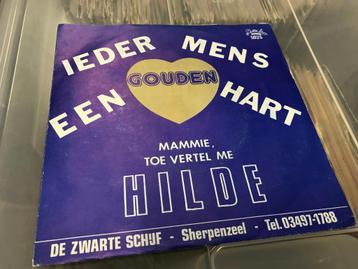 IEDER MENS
GOUDEN
EEN HART
MAMMIE,
TOE VERTEL ME
HILDE
DE ZWARTE SCHIJF - Sherpenzeel - Tel. 03497-1788